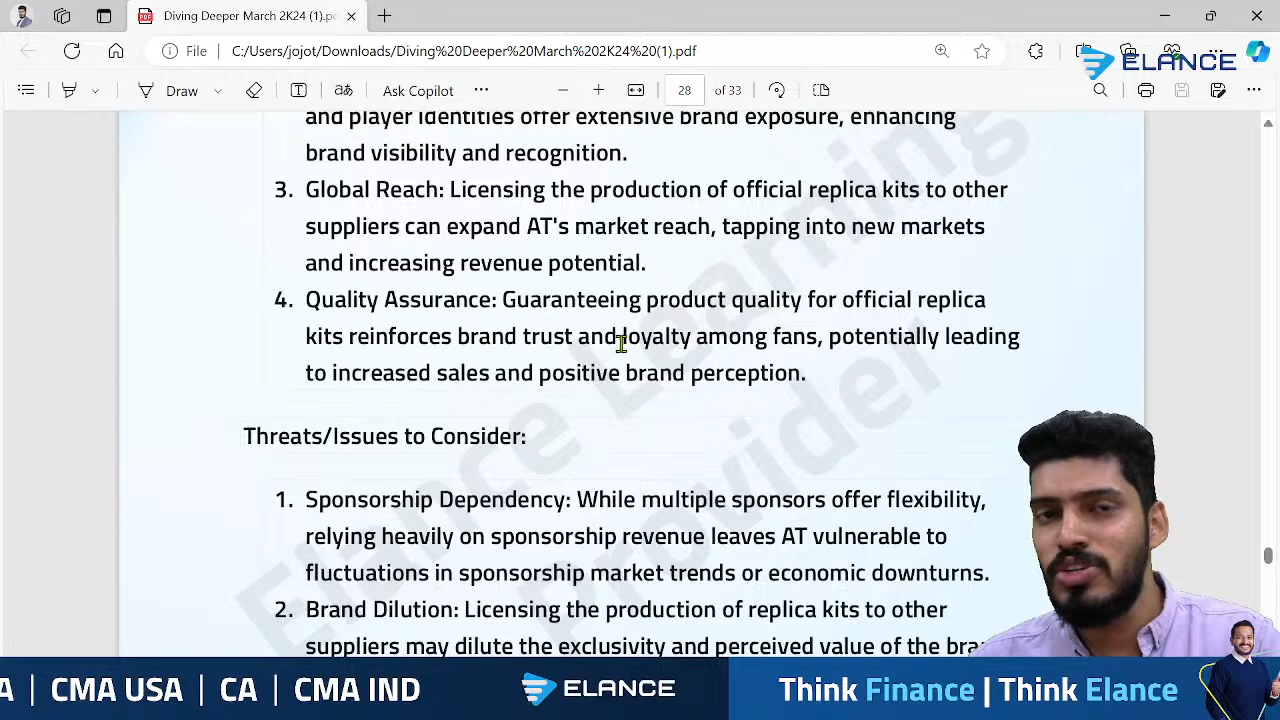 Diving Deeper March 2K24 (1).pd
File
C:/Users/jojot/Downloads/Diving%20Deeper%20March%202K24%20(1).pdf
ELANCE
Draw
Ask Copilot
28
of 33
and player identities offer extensive brand exposure, enhancing
brand visibility and recognition.
3. Global Reach: Licensing the production of official replica kits to other
suppliers can expand AT's market reach, tapping into new markets
and increasing revenue potential.
4. Quality Assurance: Guaranteeing product quality for official replica
kits reinforces brand trust and loyalty among fans, potentially leading
to increased sales and positive brand perception.
Threats/Issues to Consider:
1. Sponsorship Dependency: While multiple sponsors offer flexibility,
relying heavily on sponsorship revenue leaves AT vulnerable to
fluctuations in sponsorship market trends or economic downturns.
2. Brand Dilution: Licensing the production of replica kits to other
suppliers may dilute the exclusivity and perceived value of the bra
Elance Learning
Provider
A | CMA USA | CA | CMA IND
ELANCE
Think Finance | Think Elance